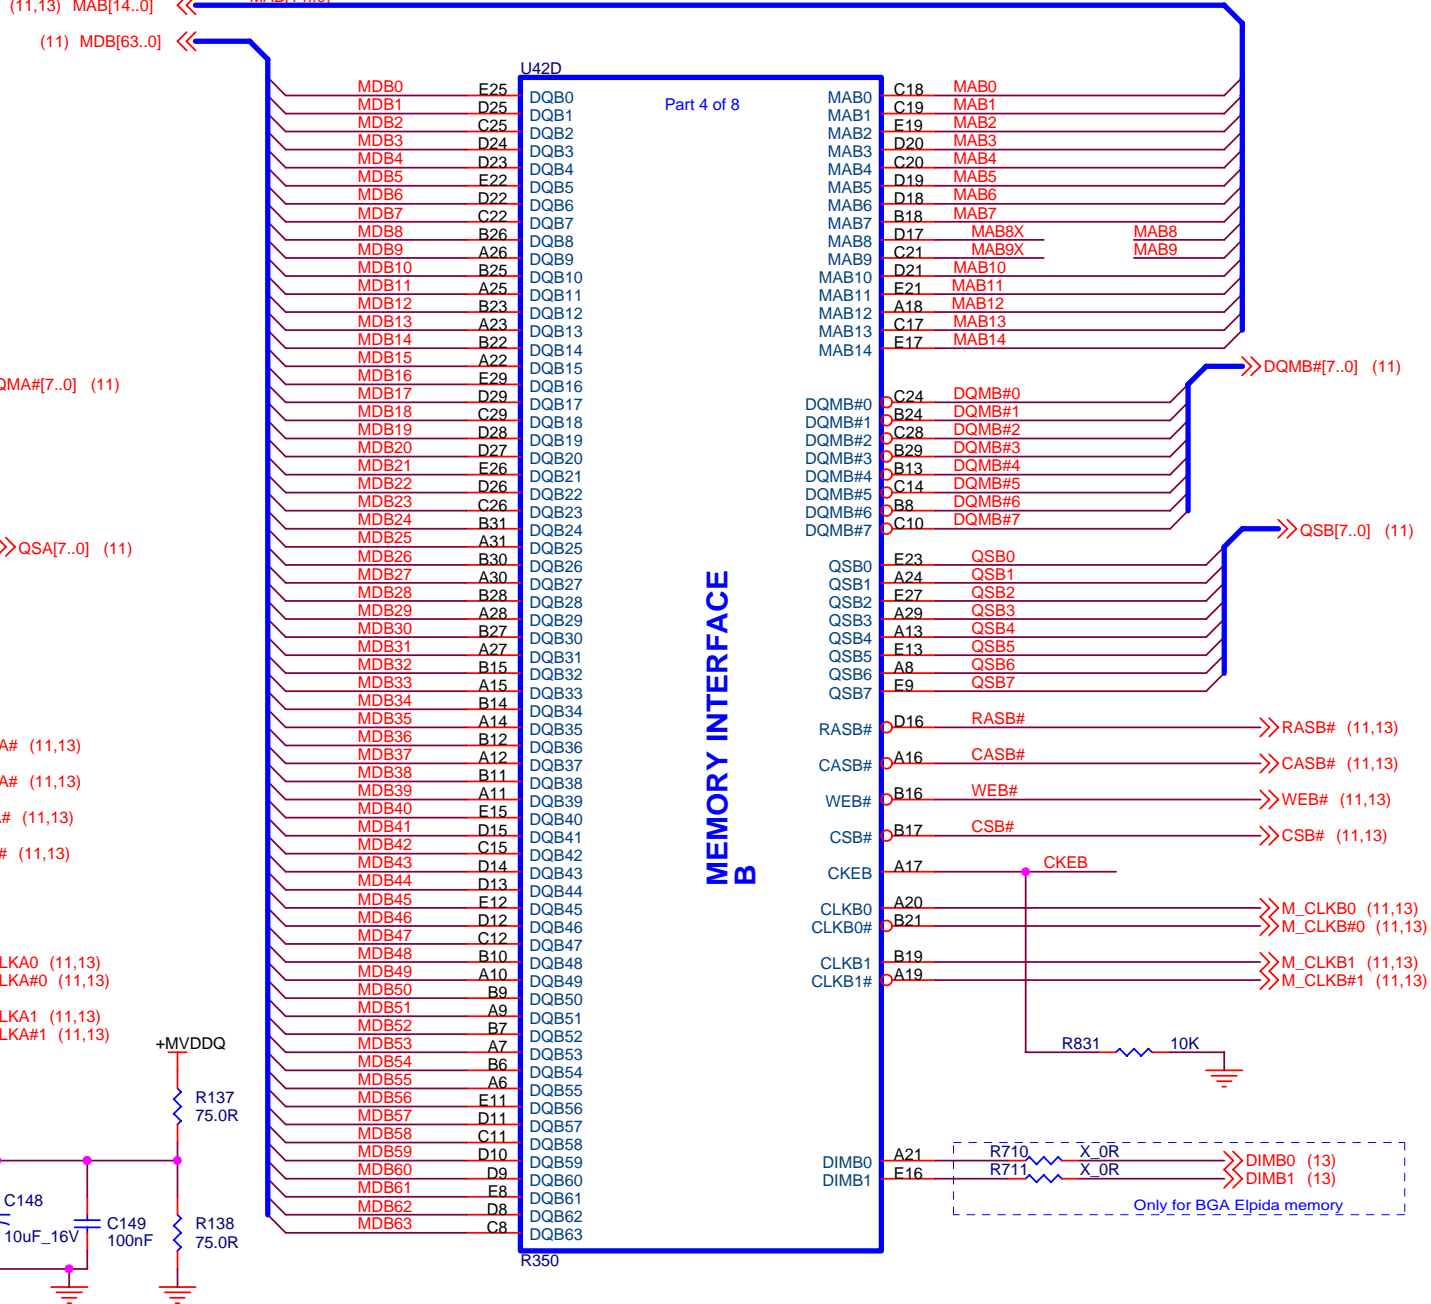 (11,13) MAB[14..0]
(11) MDB[63..0]
U42D
Part 4 of 8
MDB0 E25 DQB0 MAB0 C18 MAB0
MDB1 D25 DQB1 MAB1 C19 MAB1
MDB2 C25 DQB2 MAB2 E19 MAB2
MDB3 D24 DQB3 MAB3 D20 MAB3
MDB4 D23 DQB4 MAB4 C20 MAB4
MDB5 E22 DQB5 MAB5 D19 MAB5
MDB6 D22 DQB6 MAB6 D18 MAB6
MDB7 C22 DQB7 MAB7 B18 MAB7
MDB8 B26 DQB8 MAB8 D17 MAB8X MAB8
MDB9 A26 DQB9 MAB9 C21 MAB9X MAB9
MDB10 B25 DQB10 MAB10 D21 MAB10
MDB11 A25 DQB11 MAB11 E21 MAB11
MDB12 B23 DQB12 MAB12 A18 MAB12
MDB13 A23 DQB13 MAB13 C17 MAB13
MDB14 B22 DQB14 MAB14 E17 MAB14
MDB15 A22 DQB15
MDB16 E29 DQB16 DQMB#[7..0] (11)
QMA#[7..0] (11)
MDB17 D29 DQB17 DQMB#0 C24 DQMB#0
MDB18 C29 DQB18 DQMB#1 B24 DQMB#1
MDB19 D28 DQB19 DQMB#2 C28 DQMB#2
MDB20 D27 DQB20 DQMB#3 B29 DQMB#3
MDB21 E26 DQB21 DQMB#4 B13 DQMB#4
MDB22 D26 DQB22 DQMB#5 C14 DQMB#5
MDB23 C26 DQB23 DQMB#6 B8 DQMB#6
MDB24 B31 DQB24 DQMB#7 C10 DQMB#7
QSB[7..0] (11)
QSA[7..0] (11)
MDB25 A31 DQB25
MDB26 B30 DQB26 QSB0 E23 QSB0
MDB27 A30 DQB27 QSB1 A24 QSB1
MDB28 B28 DQB28 QSB2 E27 QSB2
MDB29 A28 DQB29 QSB3 A29 QSB3
MDB30 B27 DQB30 QSB4 A13 QSB4
MDB31 A27 DQB31 QSB5 E13 QSB5
MDB32 B15 DQB32 QSB6 A8 QSB6
MDB33 A15 DQB33 QSB7 E9 QSB7
MDB34 B14 DQB34
MDB35 A14 DQB35 RASB# D16 RASB# RASB# (11,13)
A# (11,13)
MDB36 B12 DQB36
MDB37 A12 DQB37 CASB# A16 CASB# CASB# (11,13)
A# (11,13)
MDB38 B11 DQB38
MDB39 A11 DQB39 WEB# B16 WEB# WEB# (11,13)
# (11,13)
MDB40 E15 DQB40
MDB41 D15 DQB41 CSB# B17 CSB# CSB# (11,13)
# (11,13)
MDB42 C15 DQB42
MDB43 D14 DQB43 CKEB A17 CKEB
MDB44 D13 DQB44
MDB45 E12 DQB45 CLKB0 A20 M_CLKB0 (11,13)
MDB46 D12 DQB46 CLKB0# B21 M_CLKB#0 (11,13)
MDB47 C12 DQB47
LKA0 (11,13) MDB48 B10 DQB48 CLKB1 B19 M_CLKB1 (11,13)
LKA#0 (11,13) MDB49 A10 DQB49 CLKB1# A19 M_CLKB#1 (11,13)
MDB50 B9 DQB50
LKA1 (11,13) MDB51 A9 DQB51
LKA#1 (11,13) MDB52 B7 DQB52
+MVDDQ MDB53 A7 DQB53 R831 10K
MDB54 B6 DQB54
MDB55 A6 DQB55
R137 MDB56 E11 DQB56
75.0R MDB57 D11 DQB57
MDB58 C11 DQB58
MDB59 D10 DQB59 DIMB0 A21 R710 X_0R DIMB0 (13)
MDB60 D9 DQB60 DIMB1 E16 R711 X_0R DIMB1 (13)
MDB61 E8 DQB61
C148 MDB62 D8 DQB62 Only for BGA Elpida memory
C149 R138 MDB63 C8 DQB63
10uF_16V 100nF 75.0R
R350
MEMORY INTERFACE
B